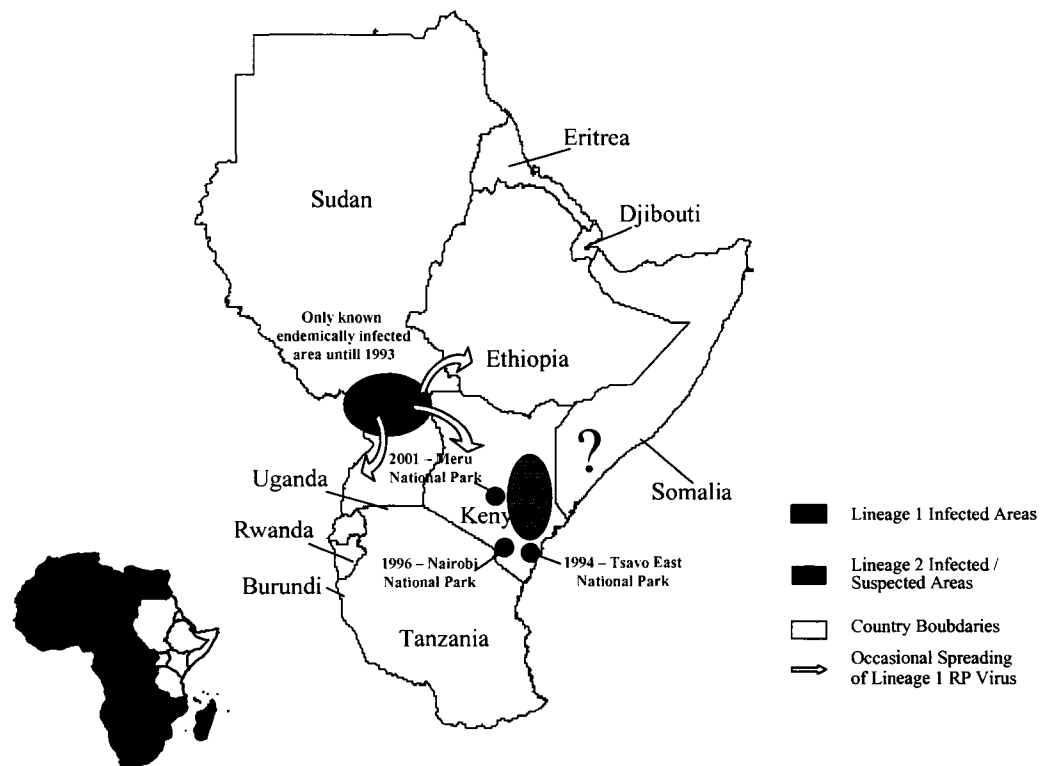 Eritrea
Sudan
Djibouti
Only known
endemically infected
area untill 1993
Ethiopia
?
2001 – Meru
National Park
Uganda
Somalia
Keny
Rwanda
1996 – Nairobi
National Park
1994 – Tsavo East
National Park
Burundi
Tanzania
Lineage 1 Infected Areas
Lineage 2 Infected /
Suspected Areas
Country Boubdaries
Occasional Spreading
of Lineage 1 RP Virus